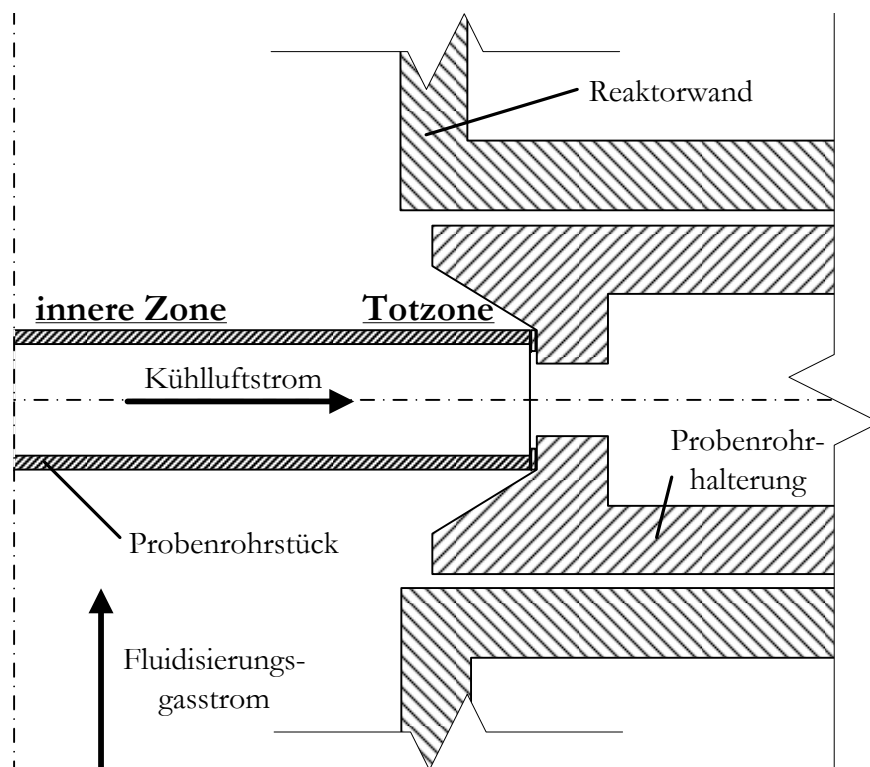 Reaktorwand
innere Zone
Totzone
Kühlluftstrom
Probenrohr-
halterung
Probenrohrstück
Fluidisierungs-
gasstrom